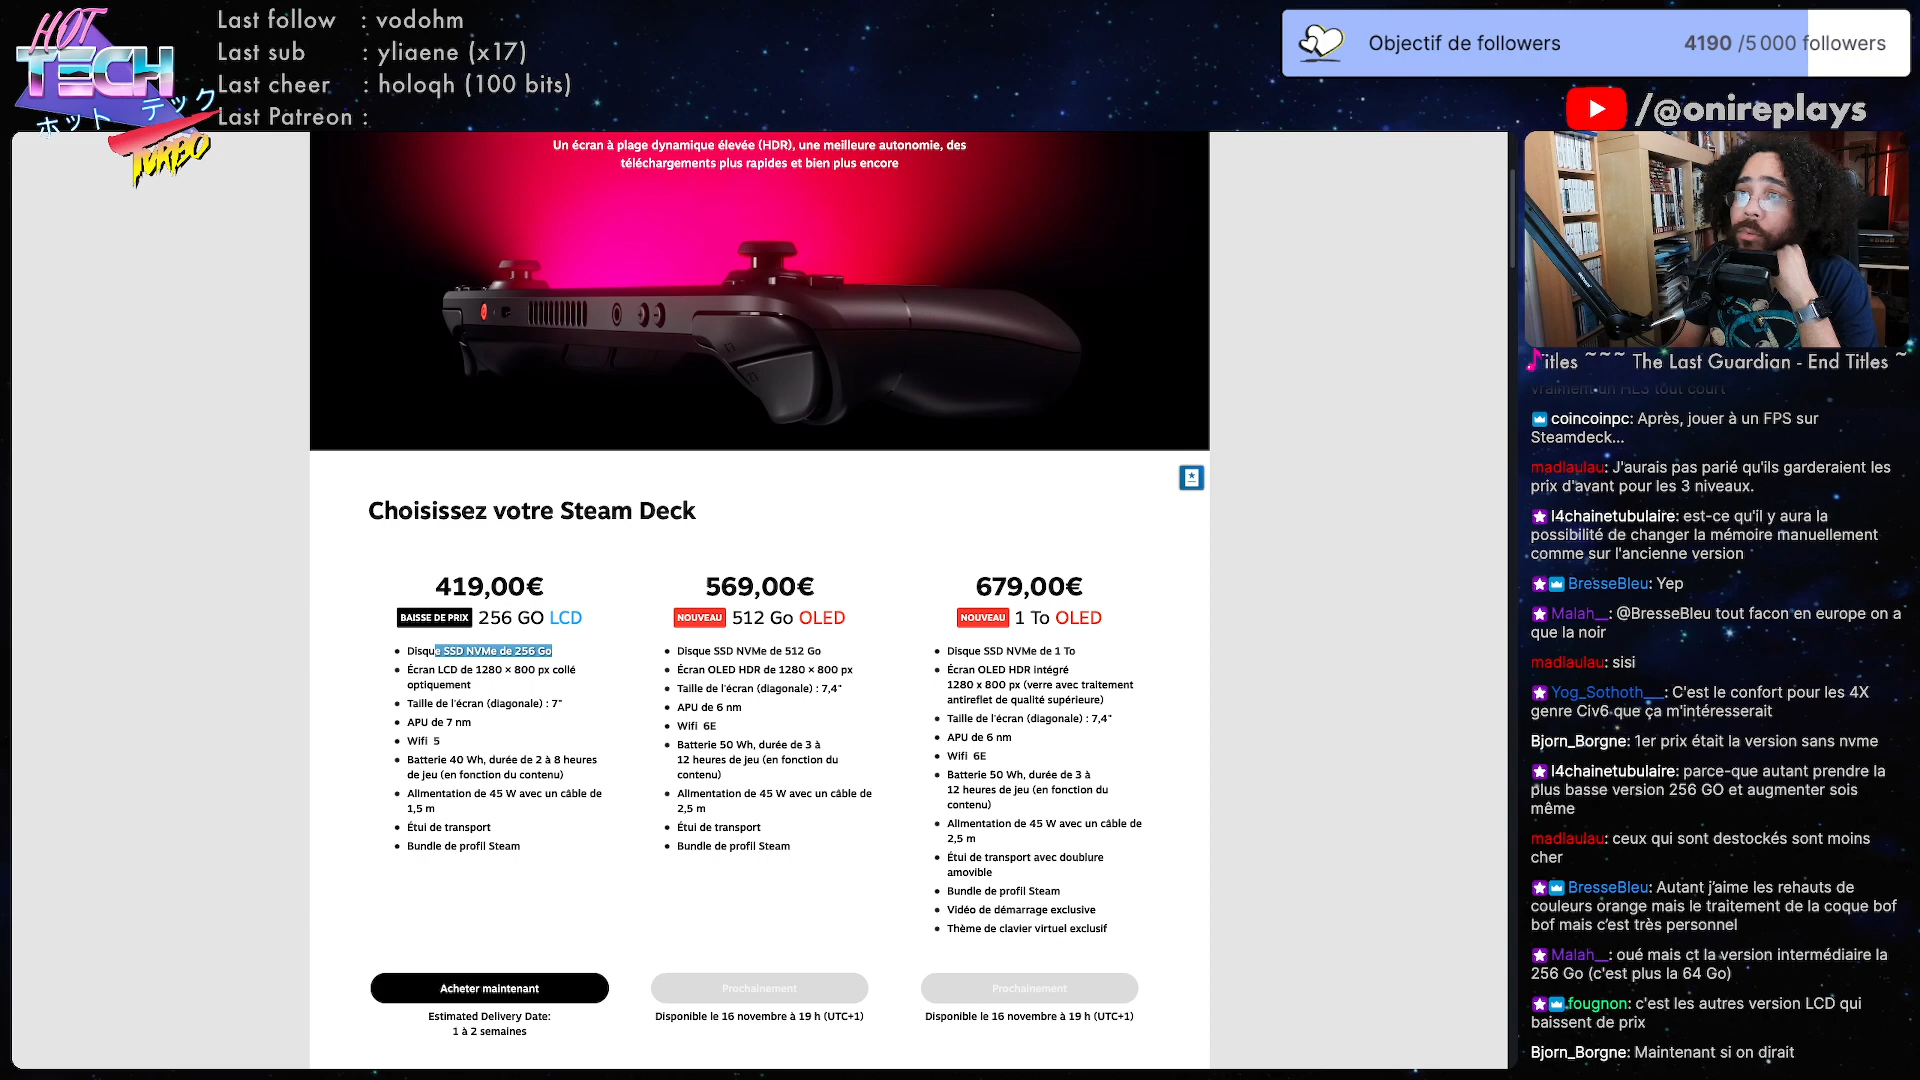 HOT
TECH
ホット テック
TURBO
Last follow : vodohm
Last sub : yliaene (x17)
Last cheer : holoqh (100 bits)
Last Patreon :
Objectif de followers 4190 /5 000 followers
/@onireplays
Un écran à plage dynamique élevée (HDR), une meilleure autonomie, des
téléchargements plus rapides et bien plus encore
Choisissez votre Steam Deck
419,00€
BAISSE DE PRIX 256 GO LCD
Disque SSD NVMe de 256 Go
Écran LCD de 1280 × 800 px collé
optiquement
Taille de l'écran (diagonale) : 7"
APU de 7 nm
Wifi 5
Batterie 40 Wh, durée de 2 à 8 heures
de jeu (en fonction du contenu)
Alimentation de 45 W avec un câble de
1,5 m
Étui de transport
Bundle de profil Steam
Acheter maintenant
Estimated Delivery Date:
1 à 2 semaines
569,00€
NOUVEAU 512 Go OLED
Disque SSD NVMe de 512 Go
Écran OLED HDR de 1280 × 800 px
Taille de l'écran (diagonale) : 7,4"
APU de 6 nm
Wifi 6E
Batterie 50 Wh, durée de 3 à
12 heures de jeu (en fonction du
contenu)
Alimentation de 45 W avec un câble de
2,5 m
Étui de transport
Bundle de profil Steam
Prochainement
Disponible le 16 novembre à 19 h (UTC+1)
679,00€
NOUVEAU 1 To OLED
Disque SSD NVMe de 1 To
Écran OLED HDR intégré
1280 x 800 px (verre avec traitement
antireflet de qualité supérieure)
Taille de l'écran (diagonale) : 7,4"
APU de 6 nm
Wifi 6E
Batterie 50 Wh, durée de 3 à
12 heures de jeu (en fonction du
contenu)
Alimentation de 45 W avec un câble de
2,5 m
Étui de transport avec doublure
amovible
Bundle de profil Steam
Vidéo de démarrage exclusive
Thème de clavier virtuel exclusif
Prochainement
Disponible le 16 novembre à 19 h (UTC+1)
itles ~~~ The Last Guardian - End Titles ~
vraiment un HL3 tout court
coincoinpc: Après, jouer à un FPS sur
Steamdeck...
madlaulau: J'aurais pas parié qu'ils garderaient les
prix d'avant pour les 3 niveaux.
l4chainetubulaire: est-ce qu'il y aura la
possibilité de changer la mémoire manuellement
comme sur l'ancienne version
BresseBleu: Yep
Malah__: @BresseBleu tout facon en europe on a
que la noir
madlaulau: sisi
Yog_Sothoth__: C'est le confort pour les 4X
genre Civ6 que ça m'intéresserait
Bjorn_Borgne: 1er prix était la version sans nvme
l4chainetubulaire: parce-que autant prendre la
plus basse version 256 GO et augmenter sois
même
madlaulau: ceux qui sont destockés sont moins
cher
BresseBleu: Autant j'aime les rehauts de
couleurs orange mais le traitement de la coque bof
bof mais c'est très personnel
Malah__: oué mais ct la version intermédiaire la
256 Go (c'est plus la 64 Go)
fougnon: c'est les autres version LCD qui
baissent de prix
Bjorn_Borgne: Maintenant si on dirait